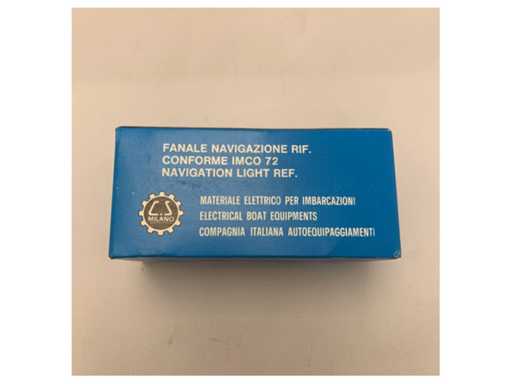 FANALE NAVIGAZIONE RIF.
CONFORME IMCO 72
NAVIGATION LIGHT REF.
MATERIALE ELETTRICO PER IMBARCAZIONI
ELECTRICAL BOAT EQUIPMENTS
COMPAGNIA ITALIANA AUTOEQUIPAGGIAMENTI
MILANO